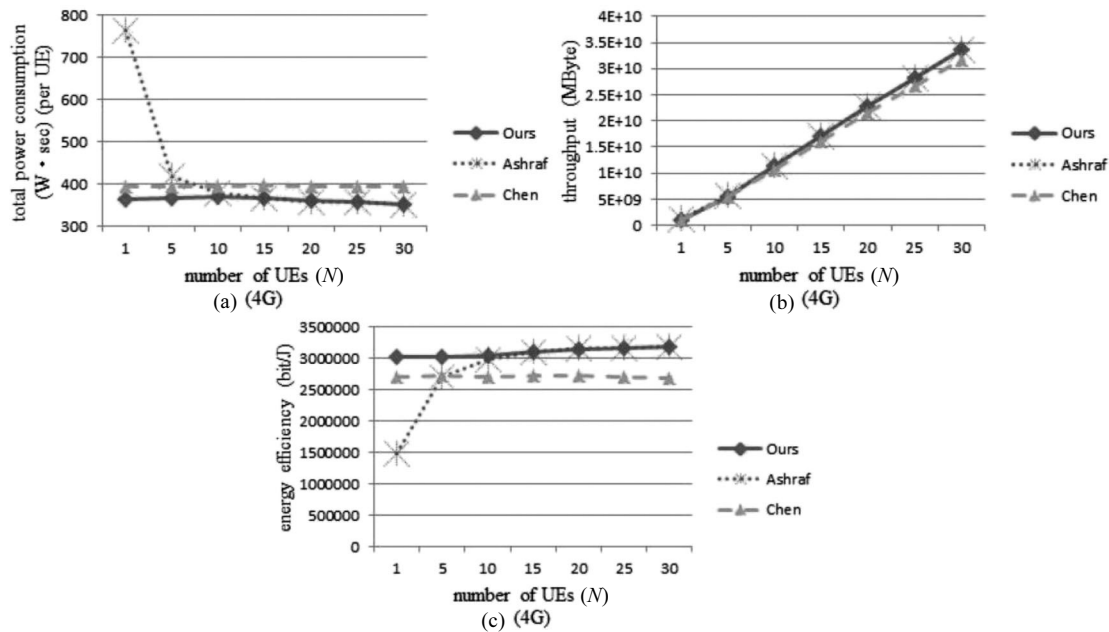 total power consumption
(W • sec) (per UE)
800
700
600
500
400
300
1 5 10 15 20 25 30
number of UEs (N)
(a) (4G)
Ours
Ashraf
Chen
throughput (MByte)
4E+10
3.5E+10
3E+10
2.5E+10
2E+10
1.5E+10
1E+10
5E+09
0
1 5 10 15 20 25 30
number of UEs (N)
(b) (4G)
Ours
Ashraf
Chen
energy efficiency (bit/J)
3500000
3000000
2500000
2000000
1500000
1000000
500000
0
1 5 10 15 20 25 30
number of UEs (N)
(c) (4G)
Ours
Ashraf
Chen